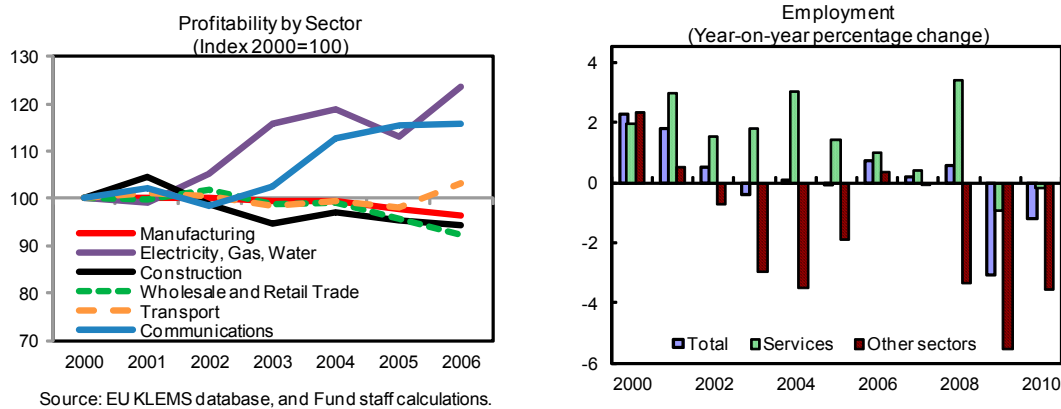 Profitability by Sector
(Index 2000=100)
130
120
110
100
90
80
70
Manufacturing
Electricity, Gas, Water
Construction
Wholesale and Retail Trade
Transport
Communications
2000 2001 2002 2003 2004 2005 2006
Source: EU KLEMS database, and Fund staff calculations.
Employment
(Year-on-year percentage change)
4
2
0
-2
-4
-6
Total Services Other sectors
2000 2002 2004 2006 2008 2010